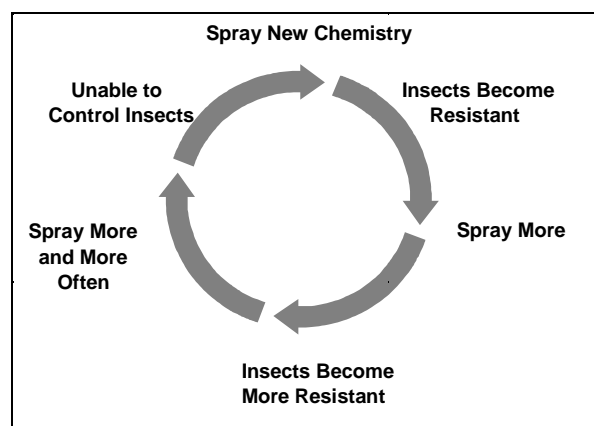 Spray New Chemistry
Insects Become
Resistant
Spray More
Insects Become
More Resistant
Spray More
and More
Often
Unable to
Control Insects